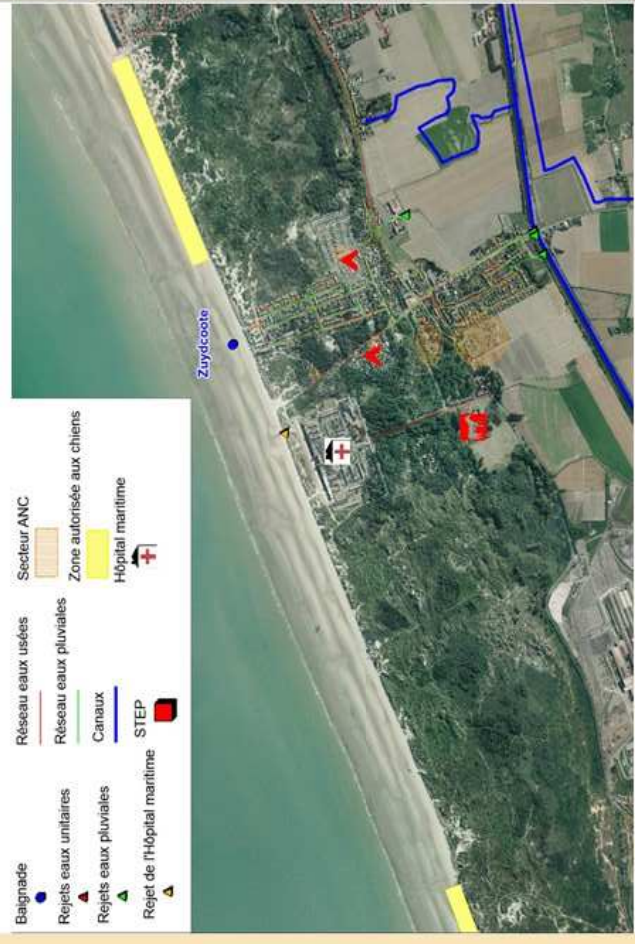 Baignade
Rejets eaux unitaires
Rejets eaux pluviales
Rejet de l'Hôpital maritime
Réseau eaux usées
Réseau eaux pluviales
Canaux
STEP
Secteur ANC
Zone autorisée aux chiens
Hôpital maritime
Zuydcoote